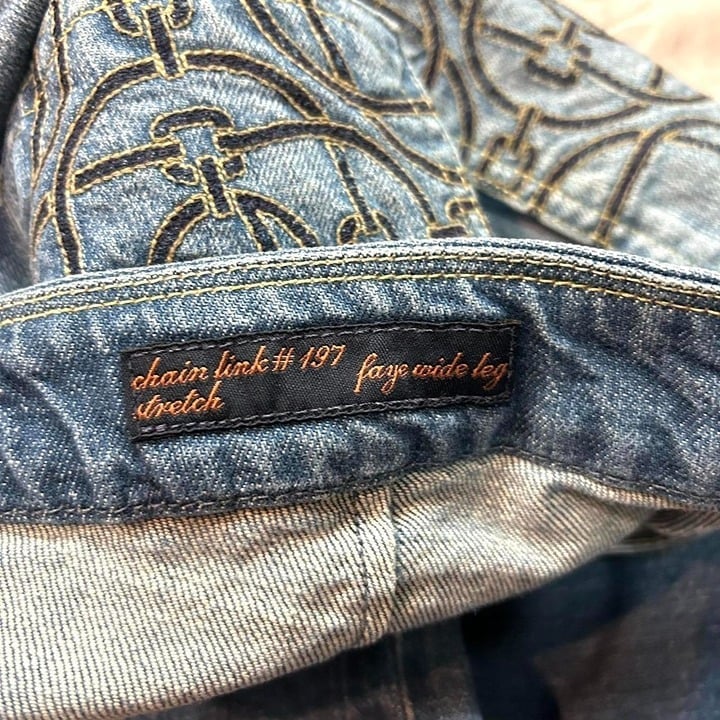 chain link # 197 faye wide leg
stretch